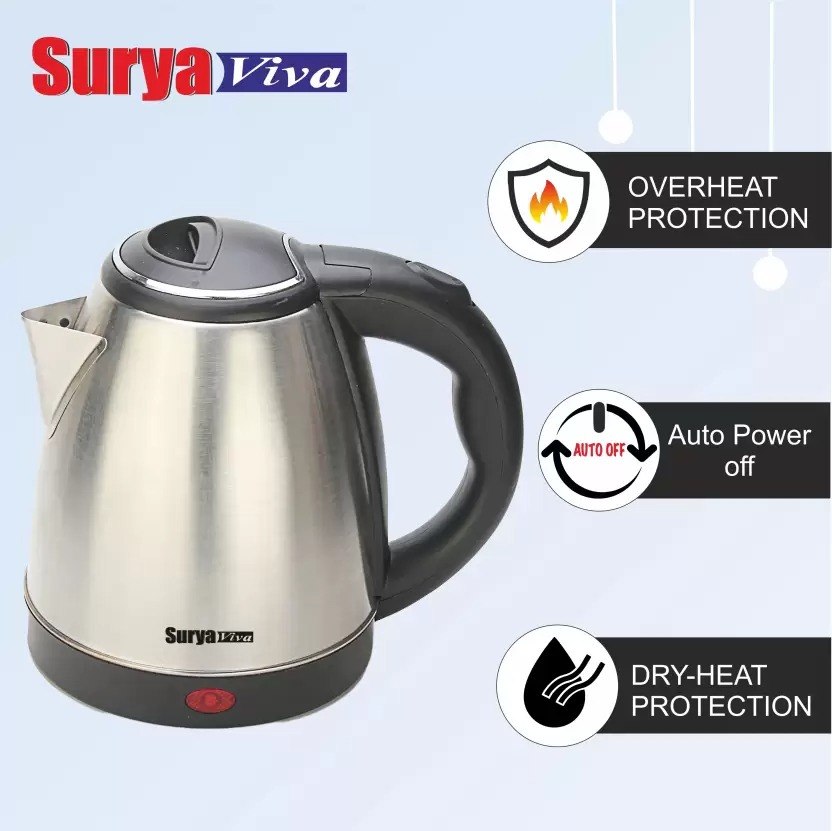 Surya Viva
OVERHEAT
PROTECTION
AUTO OFF
Auto Power
off
Surya Viva
DRY-HEAT
PROTECTION